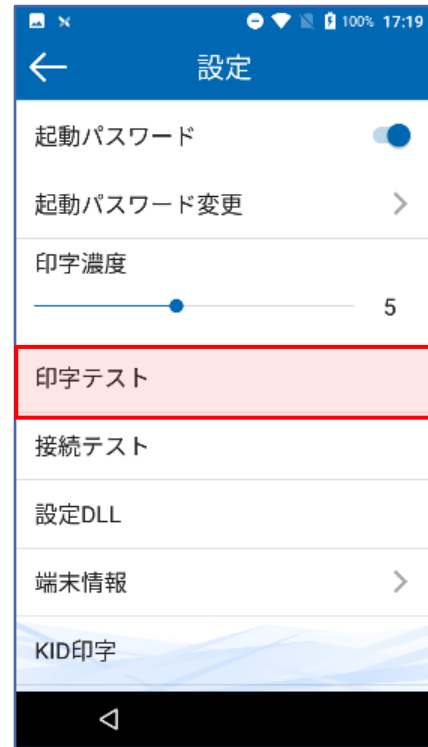 100% 17:19
設定
起動パスワード
起動パスワード変更
印字濃度
5
印字テスト
接続テスト
設定DLL
端末情報
KID印字